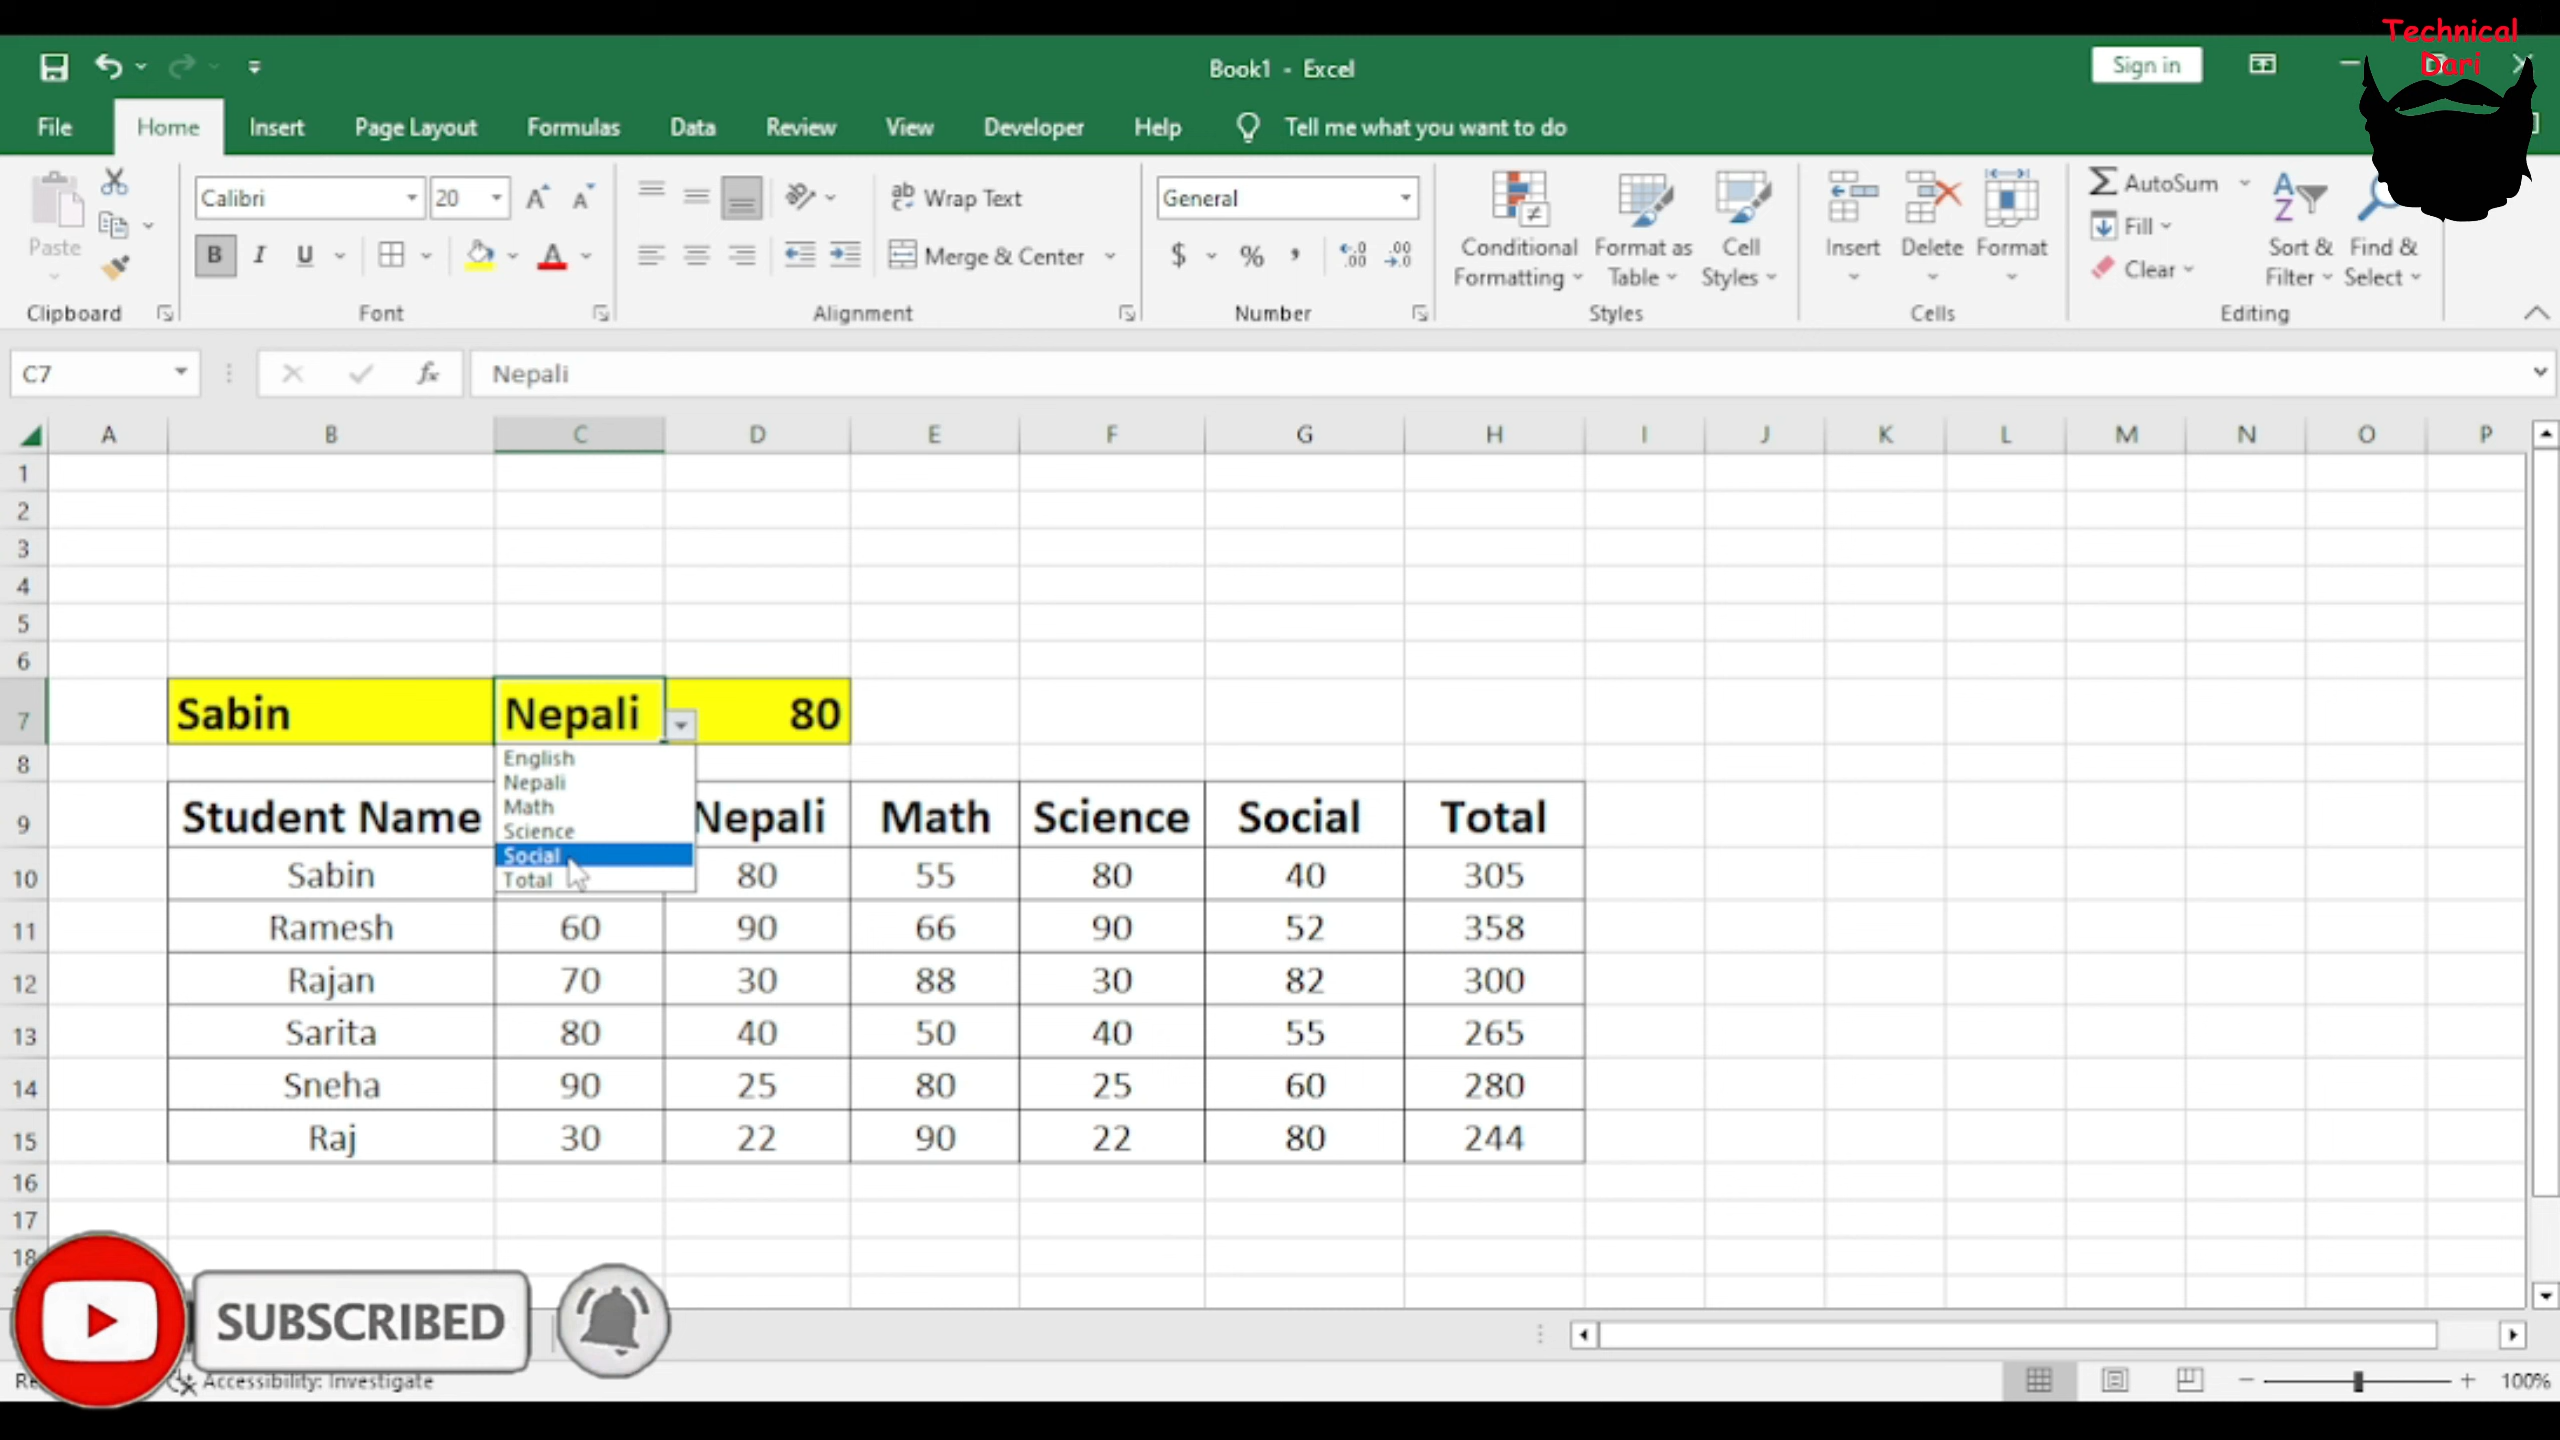 Technical
Dari
Book1 - Excel
Sign in
File Home Insert Page Layout Formulas Data Review View Developer Help Tell me what you want to do
Paste
Calibri 20
B I U
ab Wrap Text
Merge & Center
General
$ %
Conditional Formatting
Format as Table
Cell Styles
Insert Delete Format
AutoSum
Fill
Clear
Sort & Filter
Find & Select
Clipboard Font Alignment Number Styles Cells Editing
C7 fx Nepali
A B C D E F G H I J K L M N O P
1
2
3
4
5
6
7 Sabin Nepali 80
8
English
Nepali
Math
Science
Social
Total
9 Student Name Nepali Math Science Social Total
10 Sabin 80 55 80 40 305
11 Ramesh 60 90 66 90 52 358
12 Rajan 70 30 88 30 82 300
13 Sarita 80 40 50 40 55 265
14 Sneha 90 25 80 25 60 280
15 Raj 30 22 90 22 80 244
16
17
18
SUBSCRIBED
Accessibility: Investigate
100%